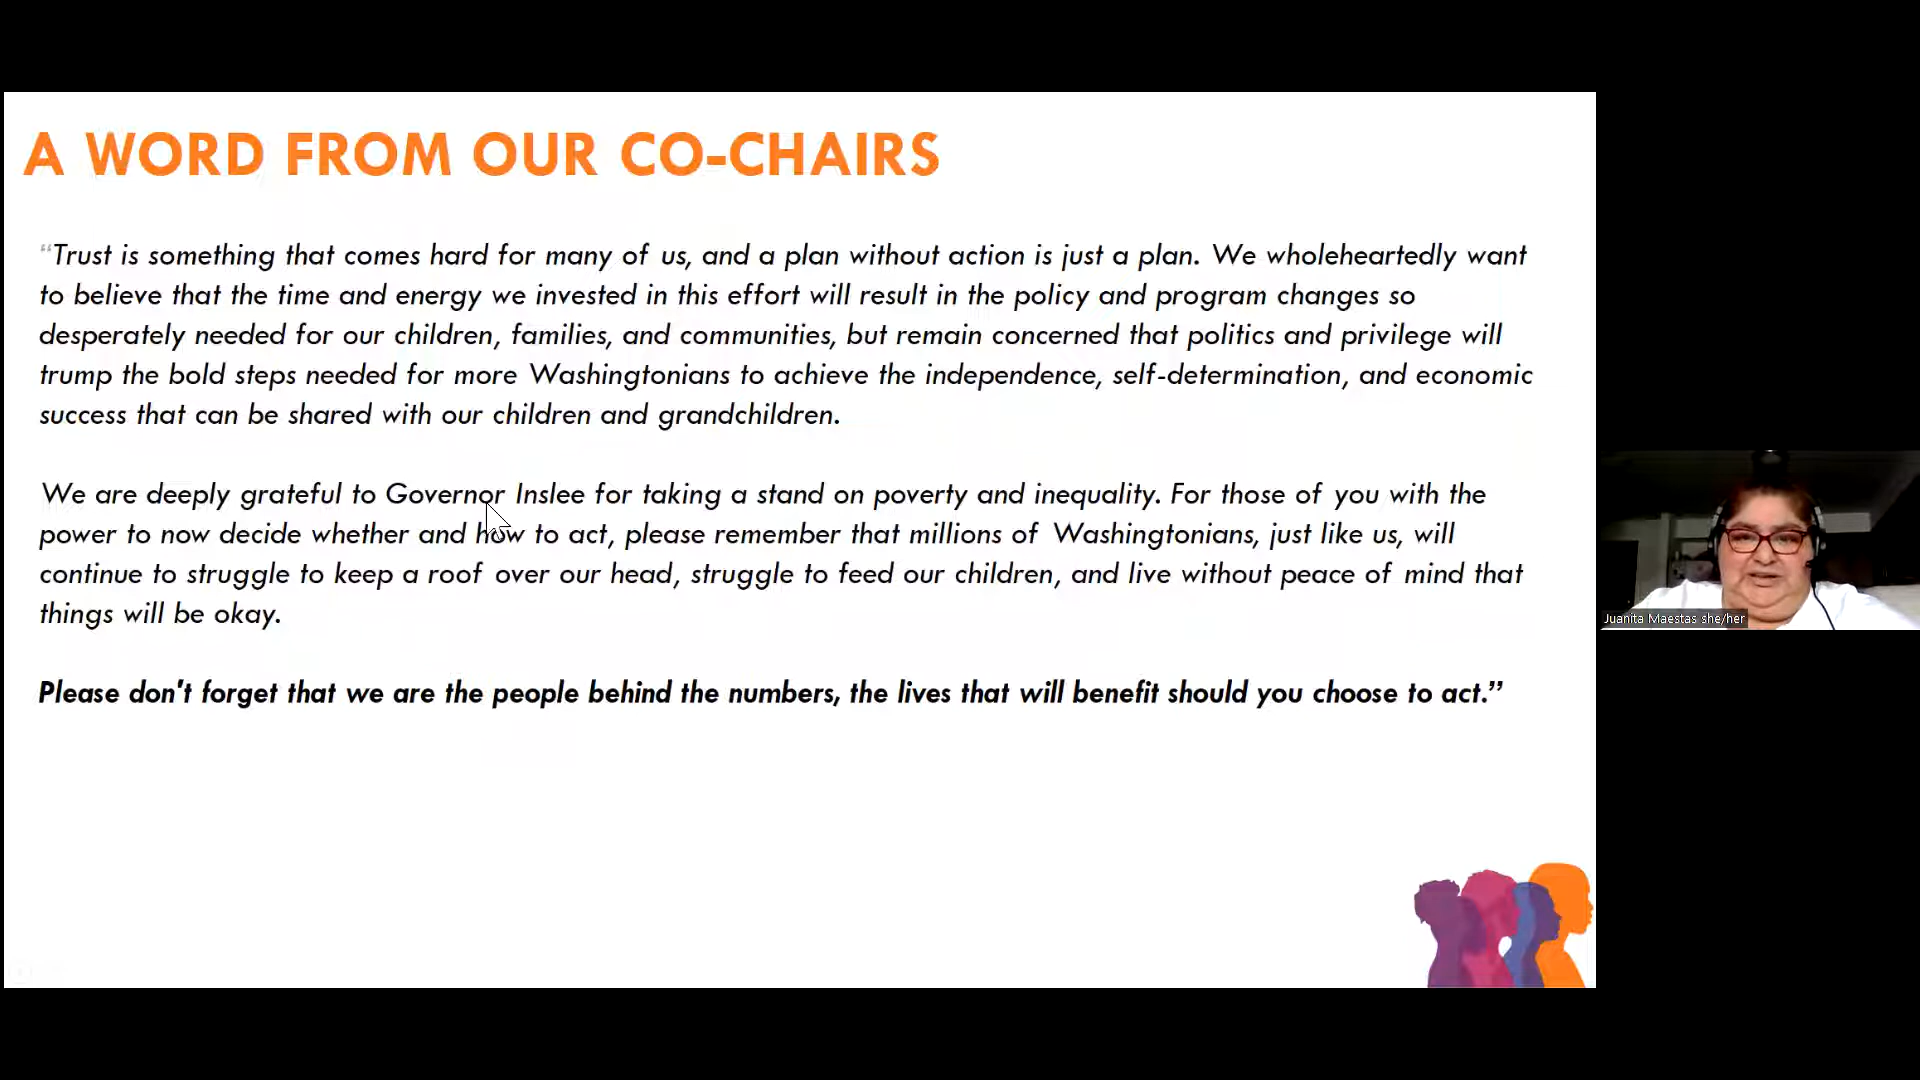 A WORD FROM OUR CO-CHAIRS
“Trust is something that comes hard for many of us, and a plan without action is just a plan. We wholeheartedly want
to believe that the time and energy we invested in this effort will result in the policy and program changes so
desperately needed for our children, families, and communities, but remain concerned that politics and privilege will
trump the bold steps needed for more Washingtonians to achieve the independence, self-determination, and economic
success that can be shared with our children and grandchildren.
We are deeply grateful to Governor Inslee for taking a stand on poverty and inequality. For those of you with the
power to now decide whether and how to act, please remember that millions of Washingtonians, just like us, will
continue to struggle to keep a roof over our head, struggle to feed our children, and live without peace of mind that
things will be okay.
Please don't forget that we are the people behind the numbers, the lives that will benefit should you choose to act.”
Juanita Maestas she/her